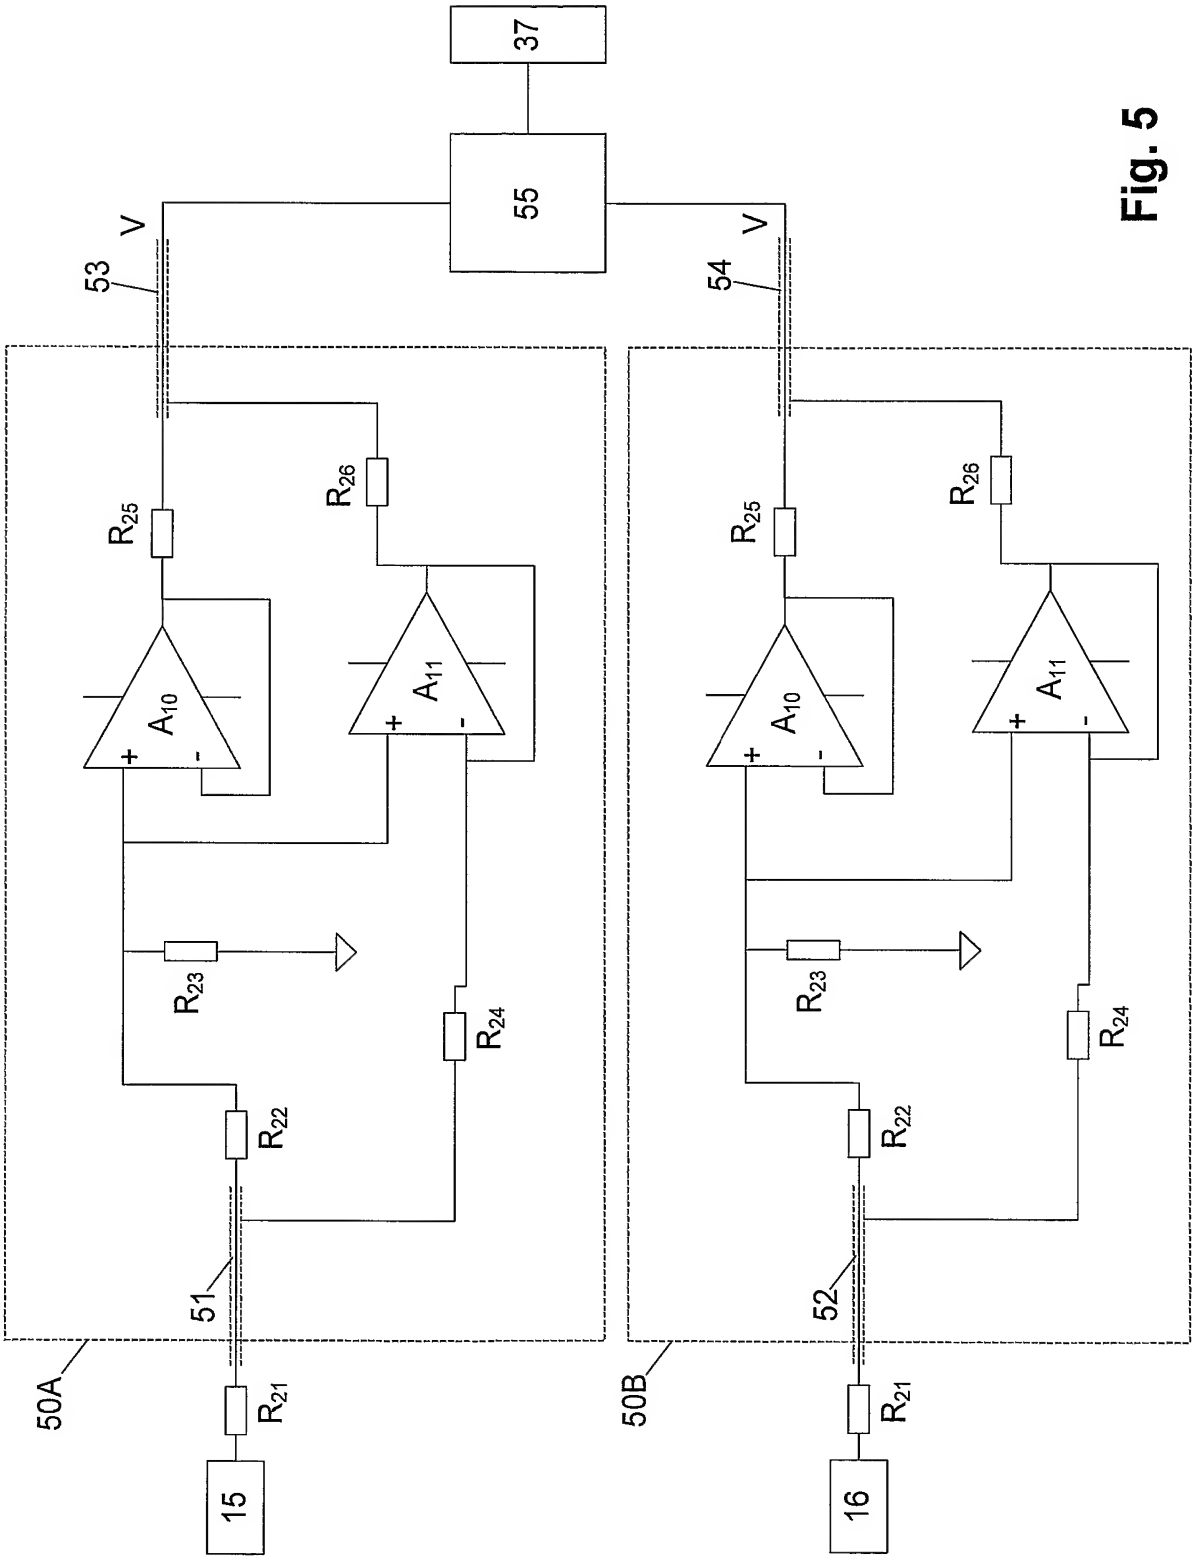 37
55
V
53
V
54
50A
R25
R26
A10
+
-
A11
+
-
R23
R24
R22
51
R21
15
50B
R25
R26
A10
+
-
A11
+
-
R23
R24
R22
52
R21
16
Fig. 5